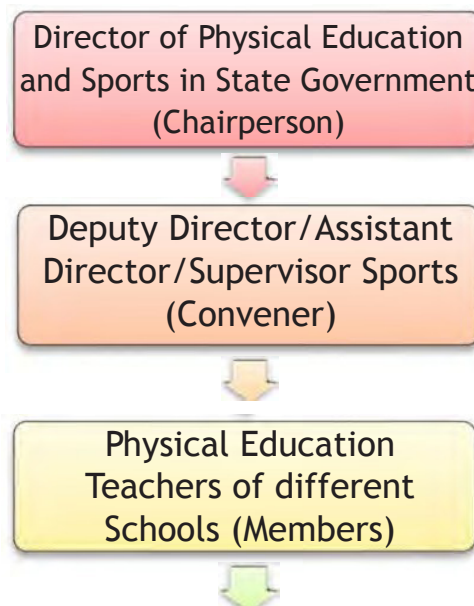 Director of Physical Education
and Sports in State Government
(Chairperson)
Deputy Director/Assistant
Director/Supervisor Sports
(Convener)
Physical Education
Teachers of different
Schools (Members)